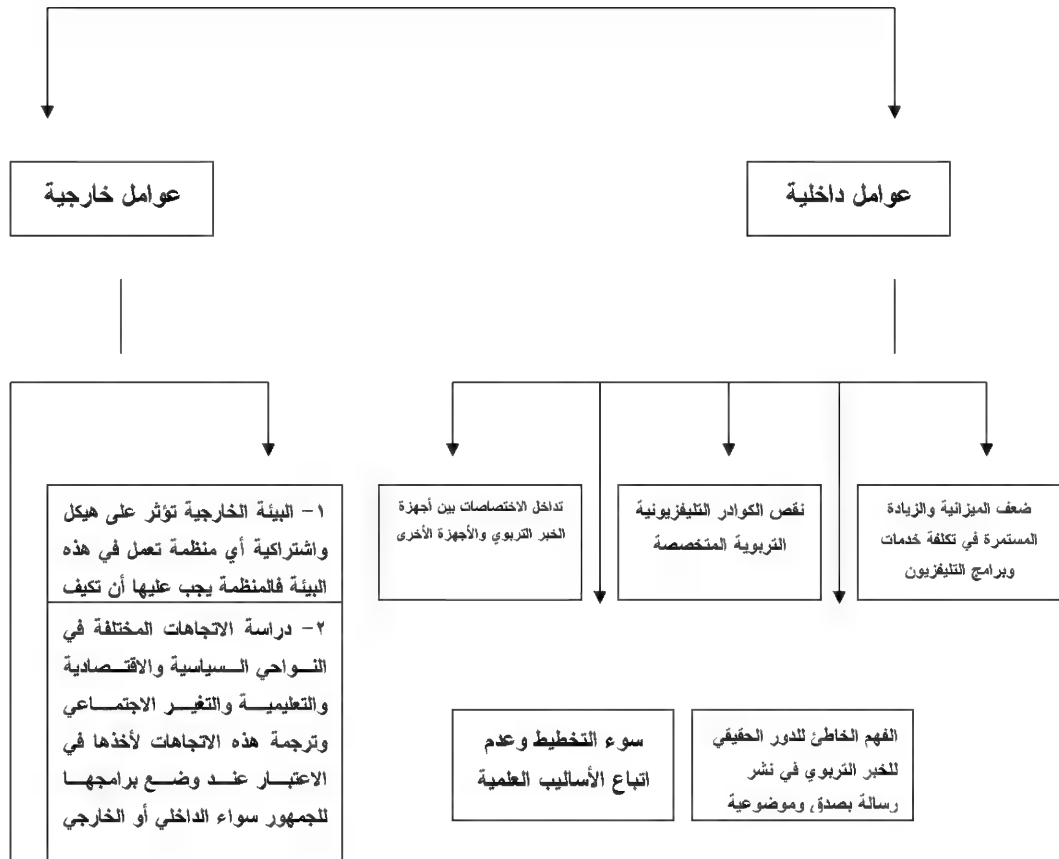 عوامل داخلية
عوامل خارجية
ضعف الميزانية والزيادة
المستمرة في تكلفة خدمات
وبرامج التليفزيون
نقص الكوادر التليفزيونية
التربوية المتخصصة
تداخل الاختصاصات بين أجهزة
الخبر التربوي والأجهزة الأخرى
الفهم الخاطئ للدور الحقيقي
للخبر التربوي في نشر
رسالة بصدق وموضوعية
سوء التخطيط وعدم
اتباع الأساليب العلمية
١- البيئة الخارجية تؤثر على هيكل
واشتراكية أي منظمة تعمل في هذه
البيئة فالمنظمة يجب عليها أن تكيف
٢- دراسة الاتجاهات المختلفة في
النواحي السياسية والاقتصادية
والتعليمية والتغير الاجتماعي
وترجمة هذه الاتجاهات لأخذها في
الاعتبار عند وضع برامجها
للجمهور سواء الداخلي أو الخارجي